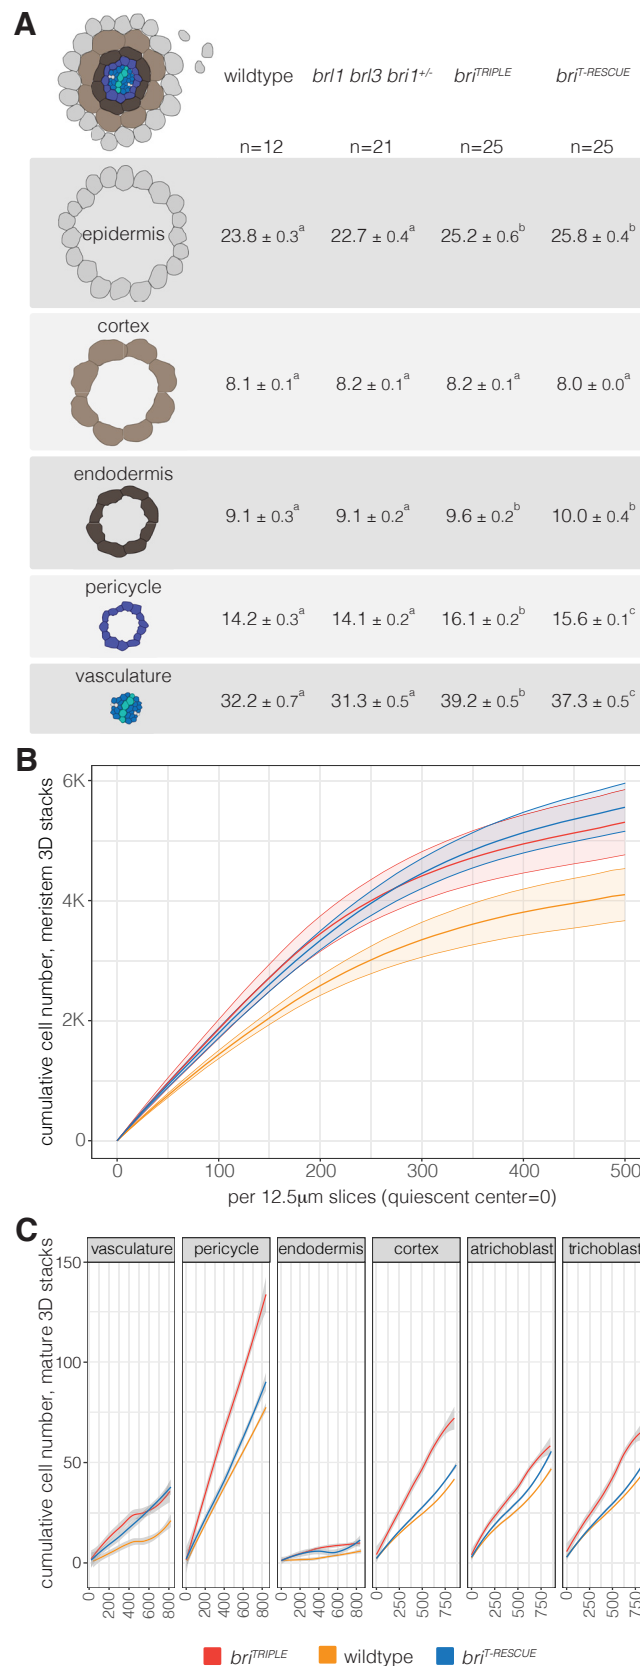 A
wildtype brl1 brl3 bri1+/- briTRIPLE briT-RESCUE
n=12 n=21 n=25 n=25
epidermis 23.8 ± 0.3a 22.7 ± 0.4a 25.2 ± 0.6b 25.8 ± 0.4b
cortex
8.1 ± 0.1a 8.2 ± 0.1a 8.2 ± 0.1a 8.0 ± 0.0a
endodermis
9.1 ± 0.3a 9.1 ± 0.2a 9.6 ± 0.2b 10.0 ± 0.4b
pericycle
14.2 ± 0.3a 14.1 ± 0.2a 16.1 ± 0.2b 15.6 ± 0.1c
vasculature
32.2 ± 0.7a 31.3 ± 0.5a 39.2 ± 0.5b 37.3 ± 0.5c
B
cumulative cell number, meristem 3D stacks
6K
4K
2K
0
0 100 200 300 400 500
per 12.5μm slices (quiescent center=0)
C
cumulative cell number, mature 3D stacks
vasculature pericycle endodermis cortex atrichoblast trichoblast
150
100
50
0
0 200 400 600 800 0 200 400 600 800 0 200 400 600 800 0 250 500 750 0 250 500 750 0 250 500 750
briTRIPLE wildtype briT-RESCUE